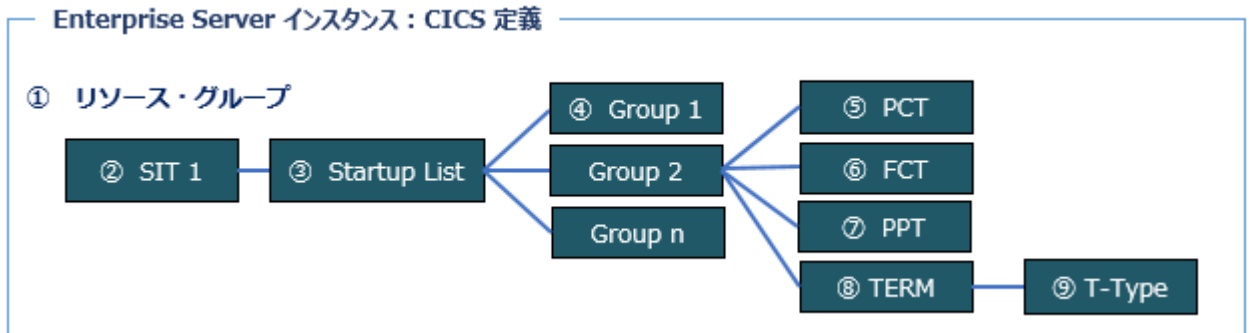 Enterprise Server インスタンス：CICS 定義
① リソース・グループ
② SIT 1
③ Startup List
④ Group 1
Group 2
Group n
⑤ PCT
⑥ FCT
⑦ PPT
⑧ TERM
⑨ T-Type